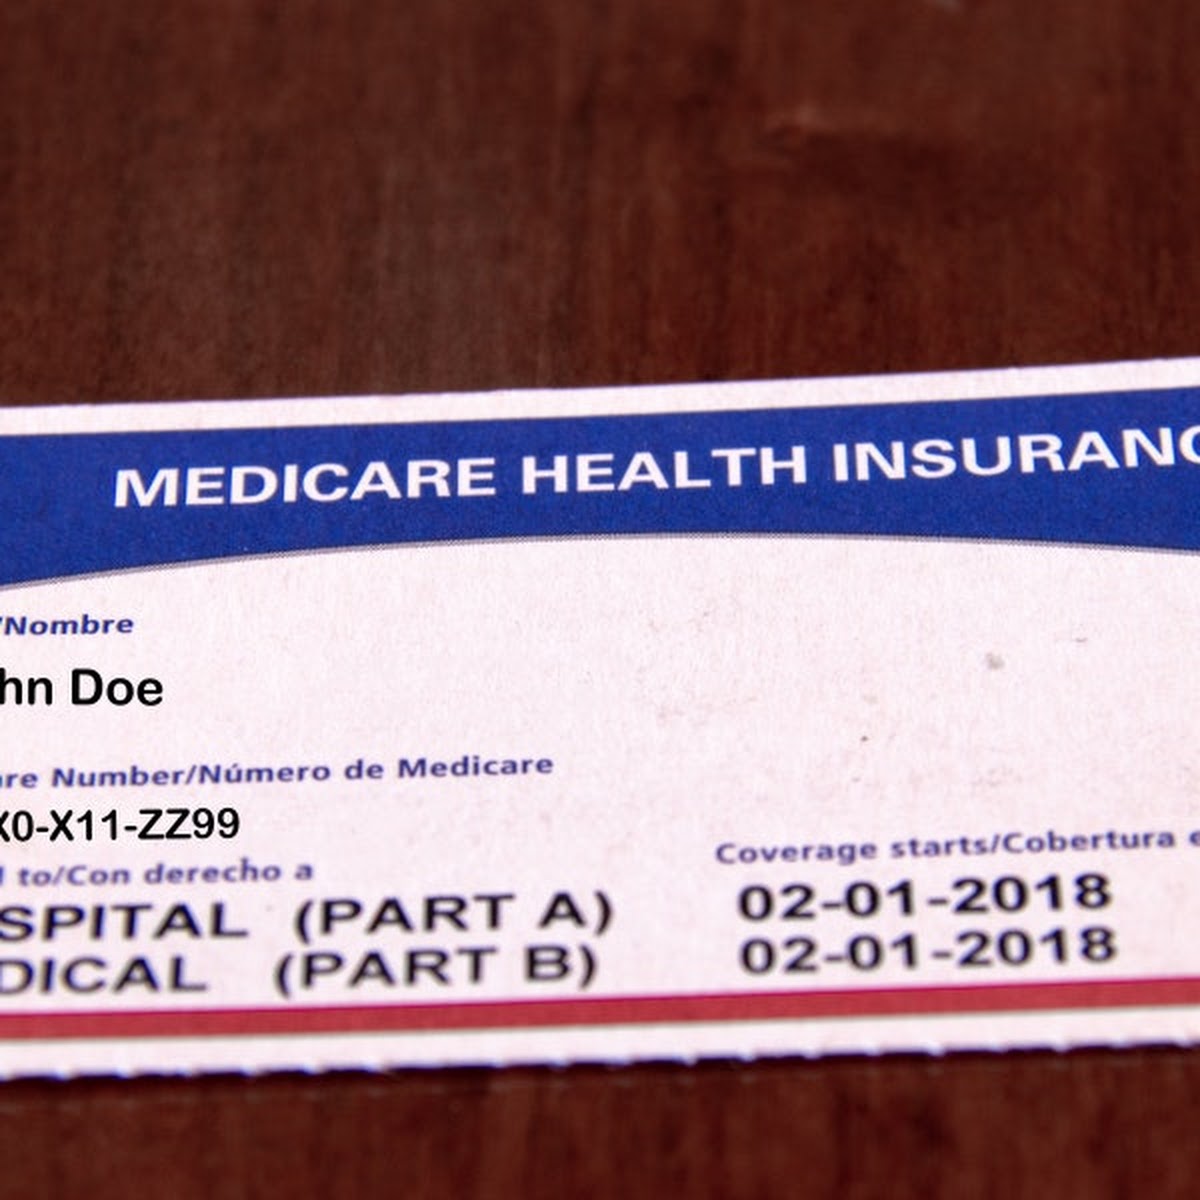 MEDICARE HEALTH INSURANC
/Nombre
hn Doe
are Number/Número de Medicare
X0-X11-ZZ99
l to/Con derecho a
Coverage starts/Cobertura e
SPITAL (PART A) 02-01-2018
DICAL (PART B) 02-01-2018